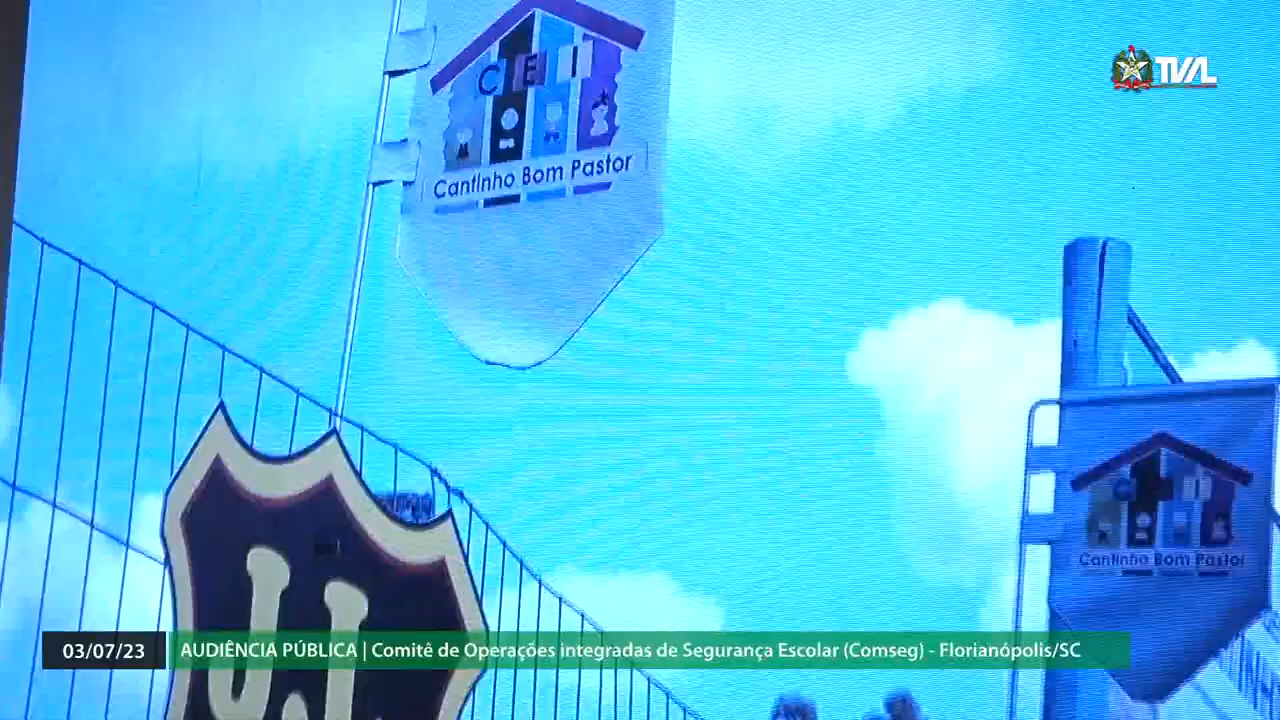 CEI
Cantinho Bom Pastor
TVAL
CEI
Cantinho Bom Pastor
03/07/23
AUDIÊNCIA PÚBLICA | Comitê de Operações integradas de Segurança Escolar (Comseg) - Florianópolis/SC